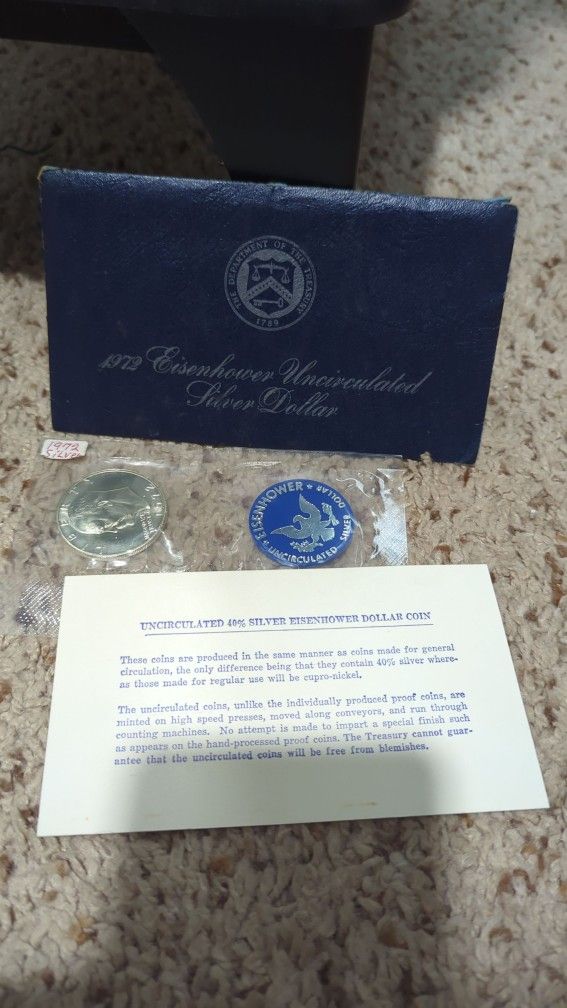 THE DEPARTMENT OF THE TREASURY
1789
1972 Eisenhower Uncirculated
Silver Dollar
1972
SILVER
LIBERTY
1972
EISENHOWER ★ DOLLAR
★ UNCIRCULATED — SILVER
UNCIRCULATED 40% SILVER EISENHOWER DOLLAR COIN
These coins are produced in the same manner as coins made for general
circulation, the only difference being that they contain 40% silver where-
as those made for regular use will be cupro-nickel.
The uncirculated coins, unlike the individually produced proof coins, are
minted on high speed presses, moved along conveyors, and run through
counting machines. No attempt is made to impart a special finish such
as appears on the hand-processed proof coins. The Treasury cannot guar-
antee that the uncirculated coins will be free from blemishes.